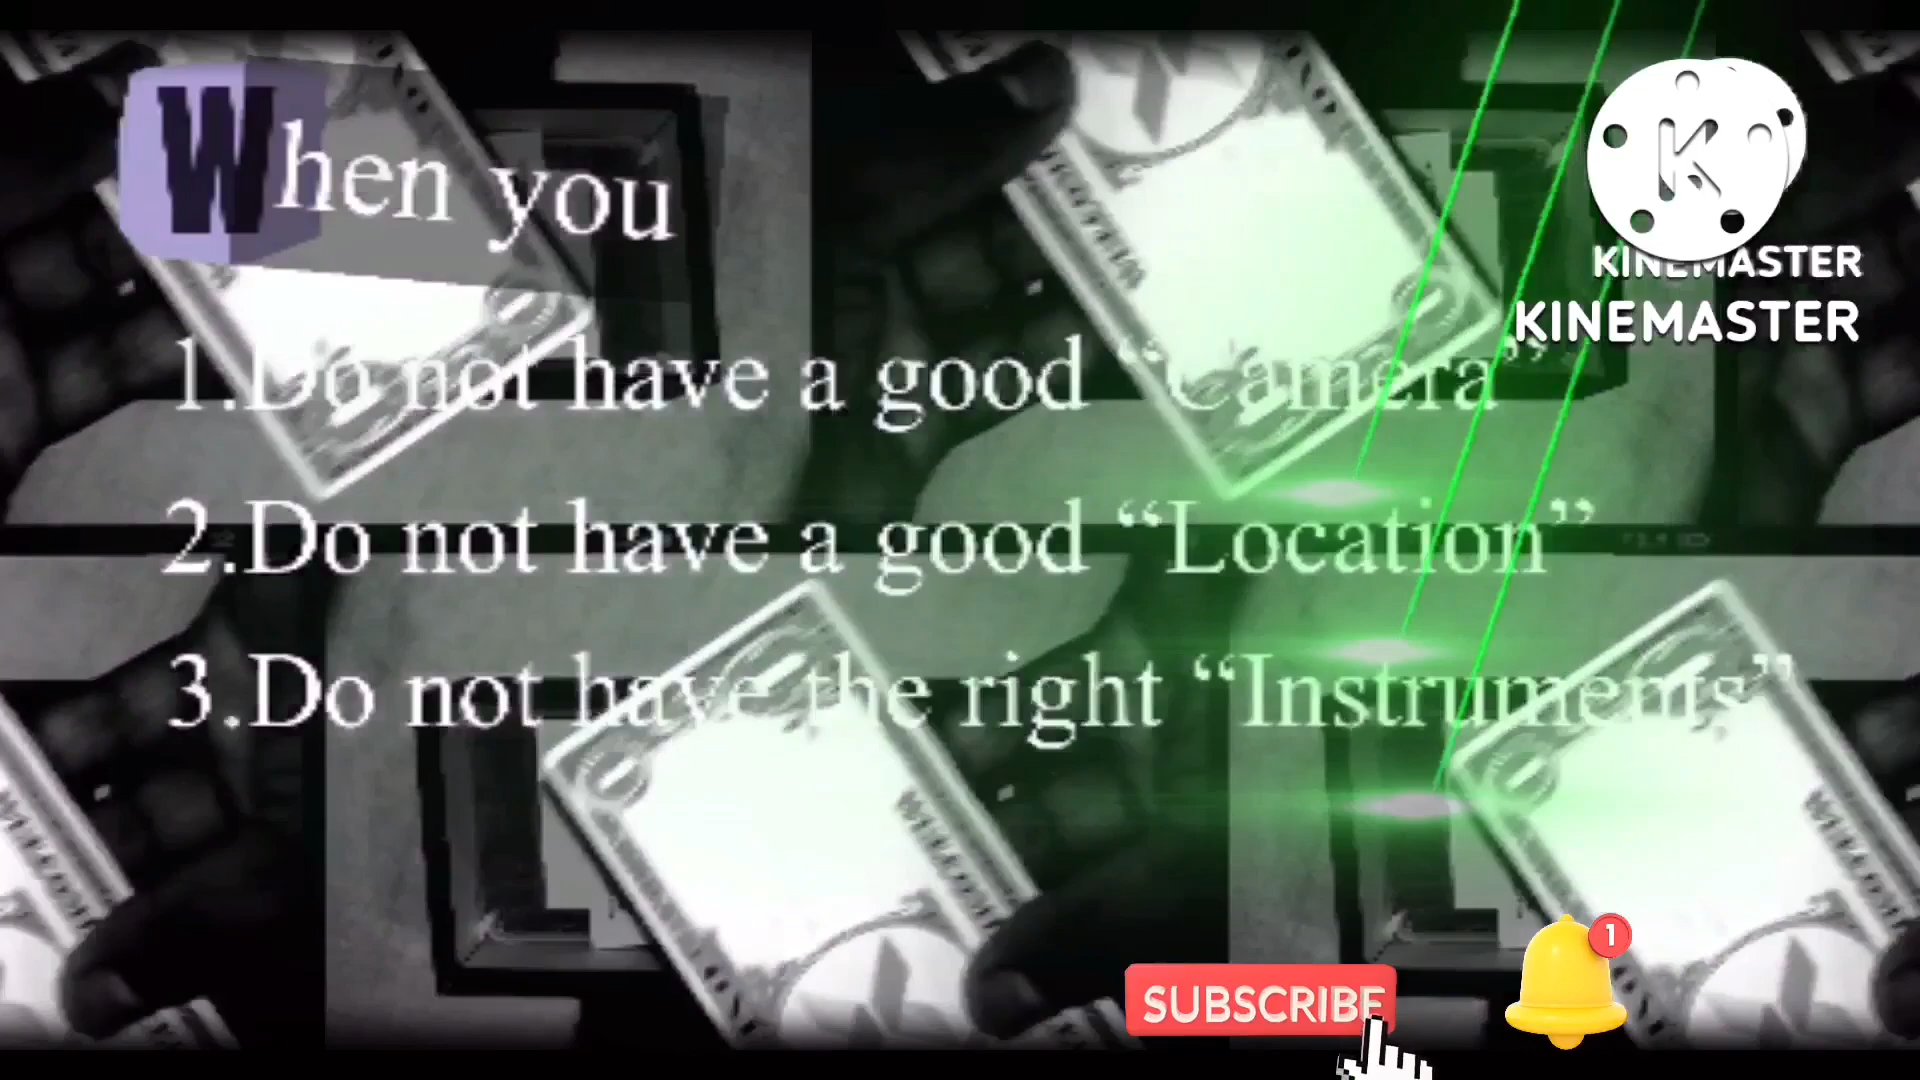 When you
1.Do not have a good “Camera”
2.Do not have a good “Location”
3.Do not have the right “Instruments”
K
KINEMASTER
KINEMASTER
SUBSCRIBE
1